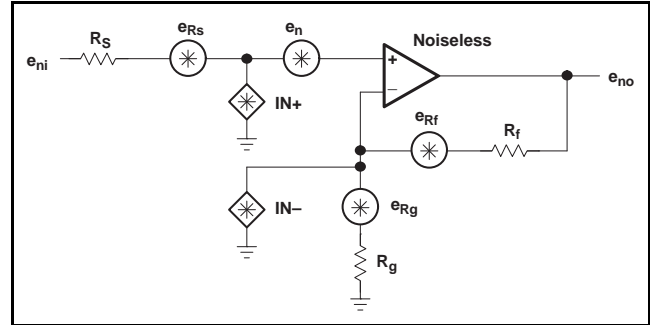 R_S e_Rs e_n Noiseless
e_ni + e_no
IN+ −
e_Rf R_f
IN− e_Rg
R_g